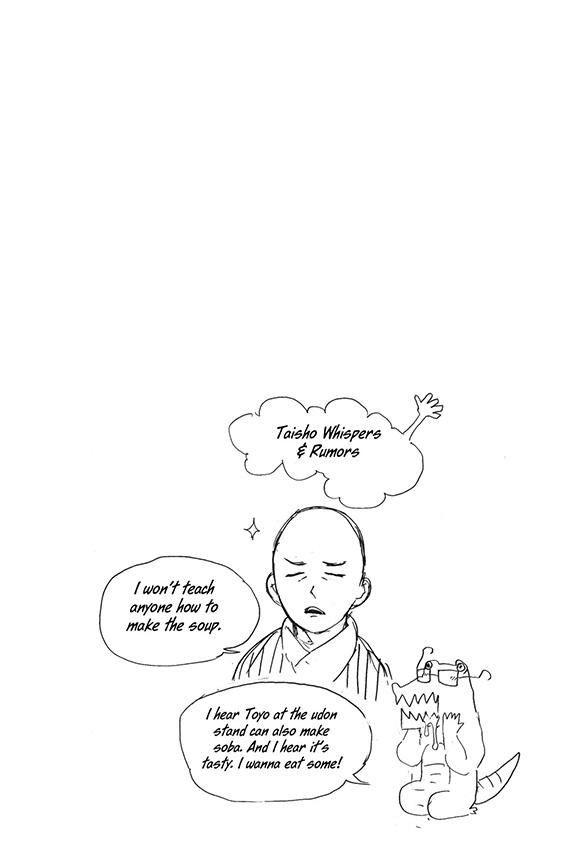 Taisho Whispers
& Rumors
I won't teach
anyone how to
make the soup.
I hear Toyo at the udon
stand can also make
soba. And I hear it's
tasty. I wanna eat some!